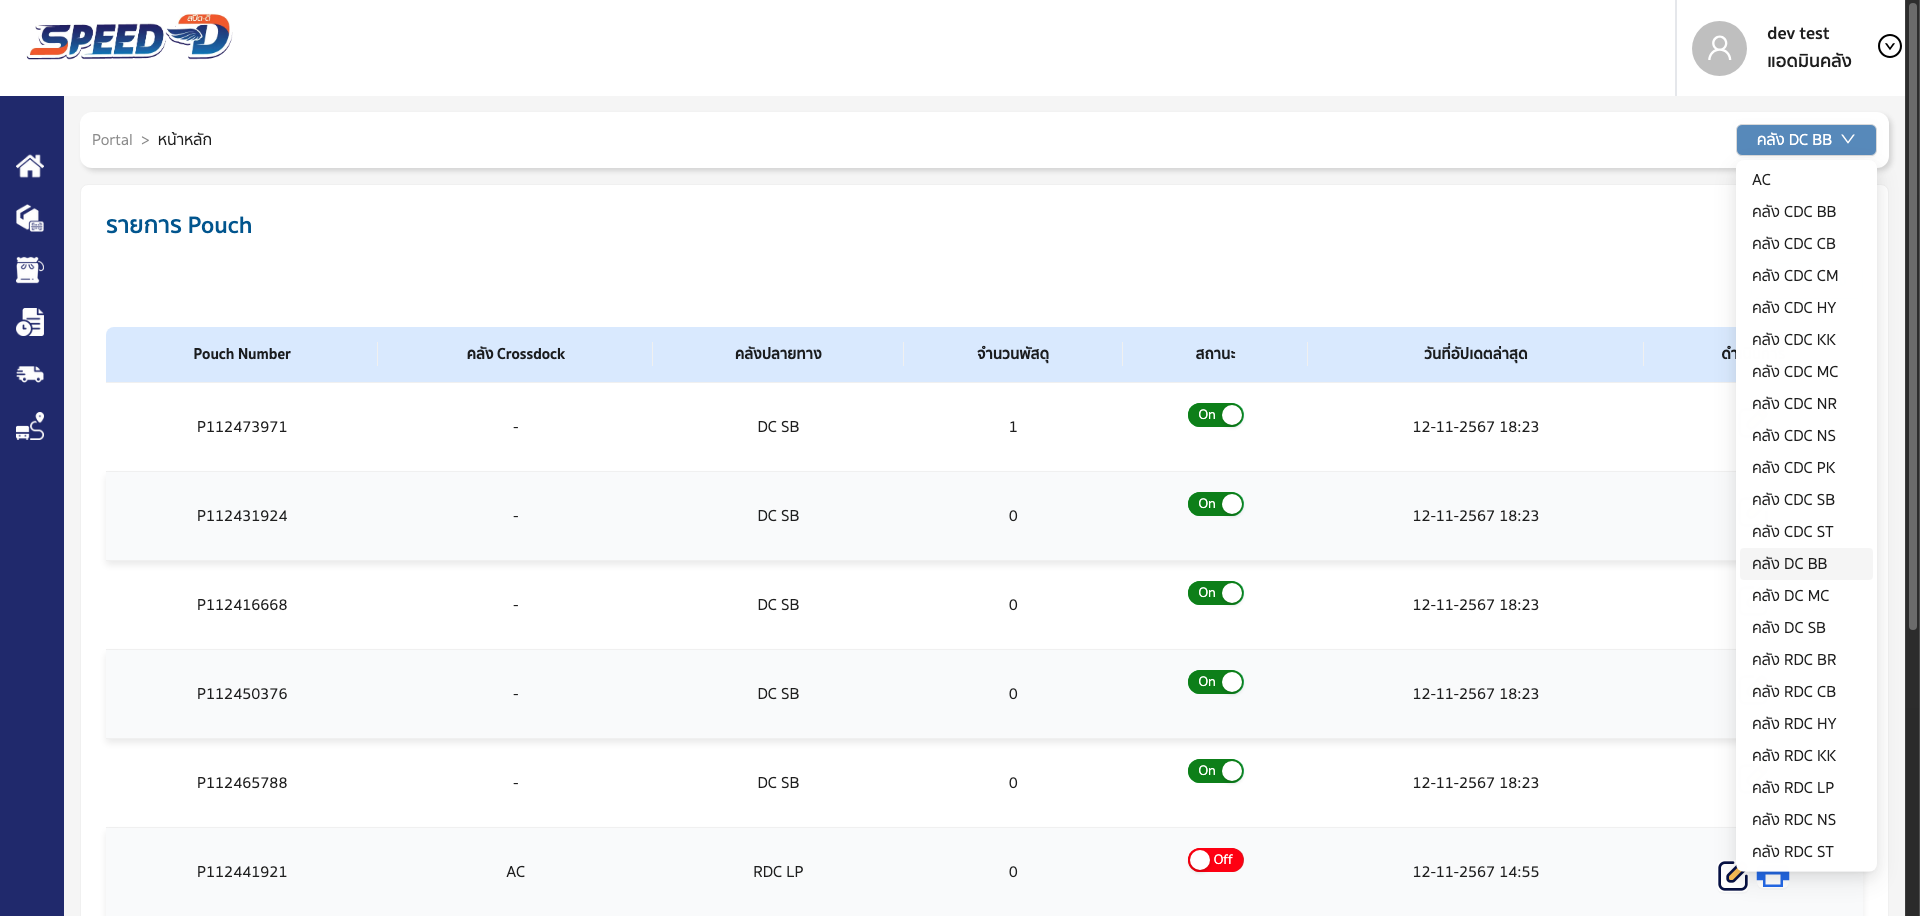 สปีด-ดี
SPEED-D
dev test
แอดมินคลัง
Portal > หน้าหลัก
คลัง DC BB
รายการ Pouch
Pouch Number คลัง Crossdock คลังปลายทาง จำนวนพัสดุ สถานะ วันที่อัปเดตล่าสุด
P112473971 - DC SB 1 On 12-11-2567 18:23
P112431924 - DC SB 0 On 12-11-2567 18:23
P112416668 - DC SB 0 On 12-11-2567 18:23
P112450376 - DC SB 0 On 12-11-2567 18:23
P112465788 - DC SB 0 On 12-11-2567 18:23
P112441921 AC RDC LP 0 Off 12-11-2567 14:55
AC
คลัง CDC BB
คลัง CDC CB
คลัง CDC CM
คลัง CDC HY
คลัง CDC KK
คลัง CDC MC
คลัง CDC NR
คลัง CDC NS
คลัง CDC PK
คลัง CDC SB
คลัง CDC ST
คลัง DC BB
คลัง DC MC
คลัง DC SB
คลัง RDC BR
คลัง RDC CB
คลัง RDC HY
คลัง RDC KK
คลัง RDC LP
คลัง RDC NS
คลัง RDC ST